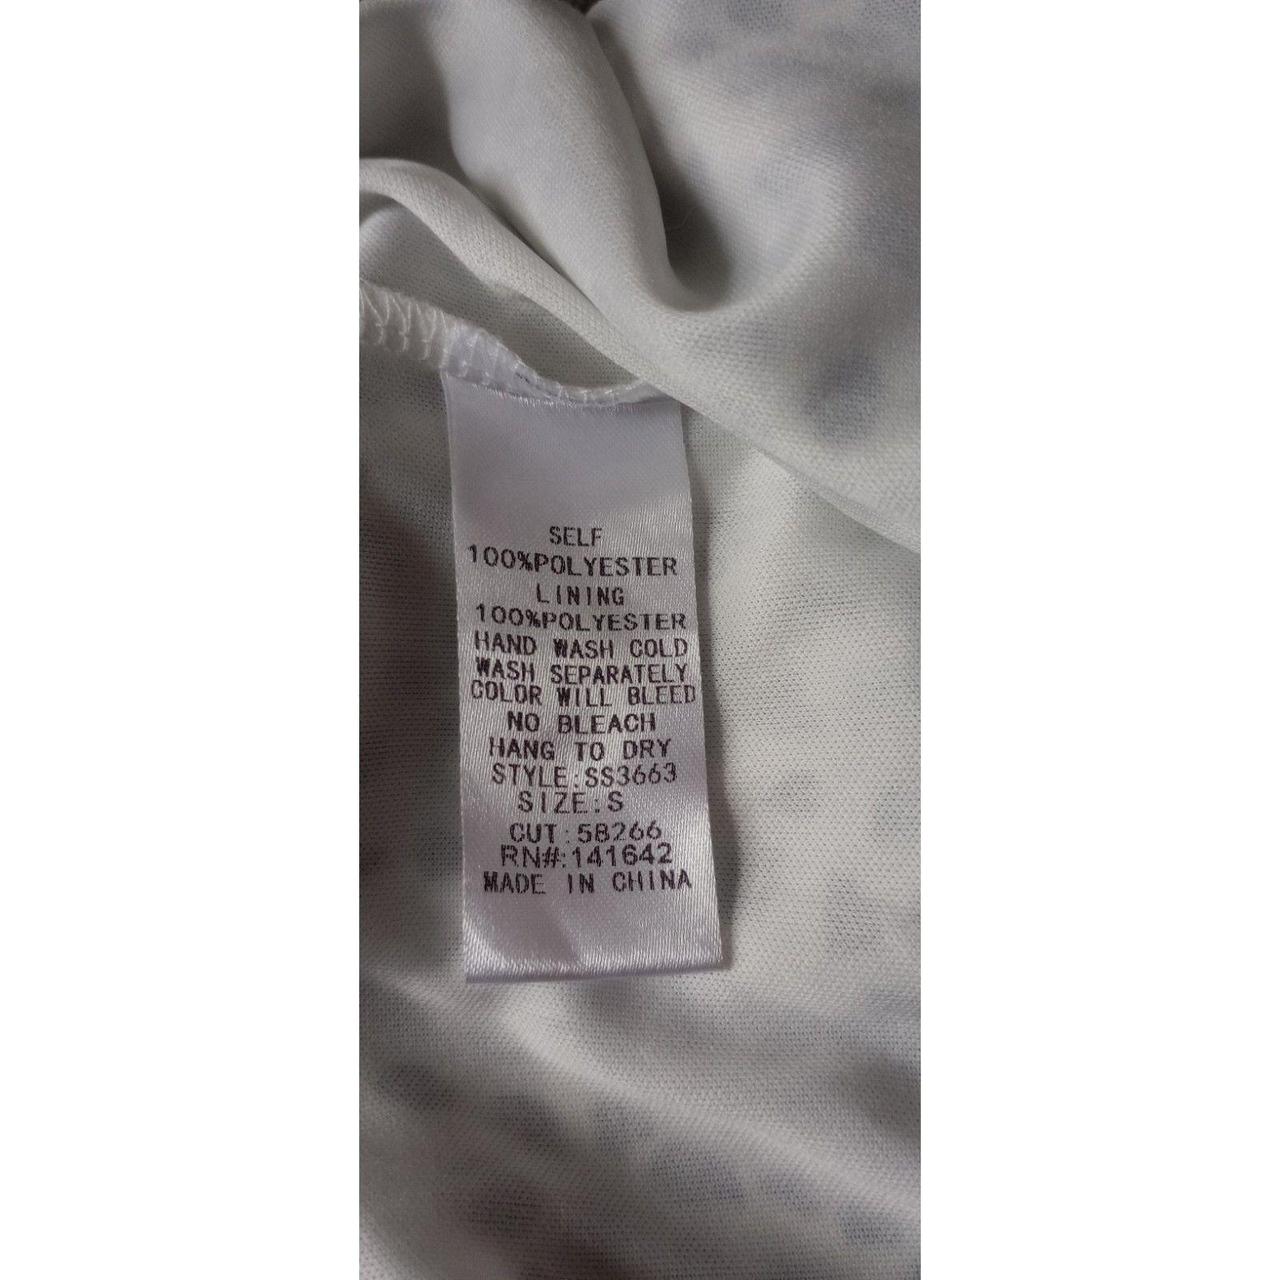 SELF
100%POLYESTER
LINING
100%POLYESTER
HAND WASH COLD
WASH SEPARATELY
COLOR WILL BLEED
NO BLEACH
HANG TO DRY
STYLE:SS3663
SIZE:S
CUT:58266
RN#:141642
MADE IN CHINA